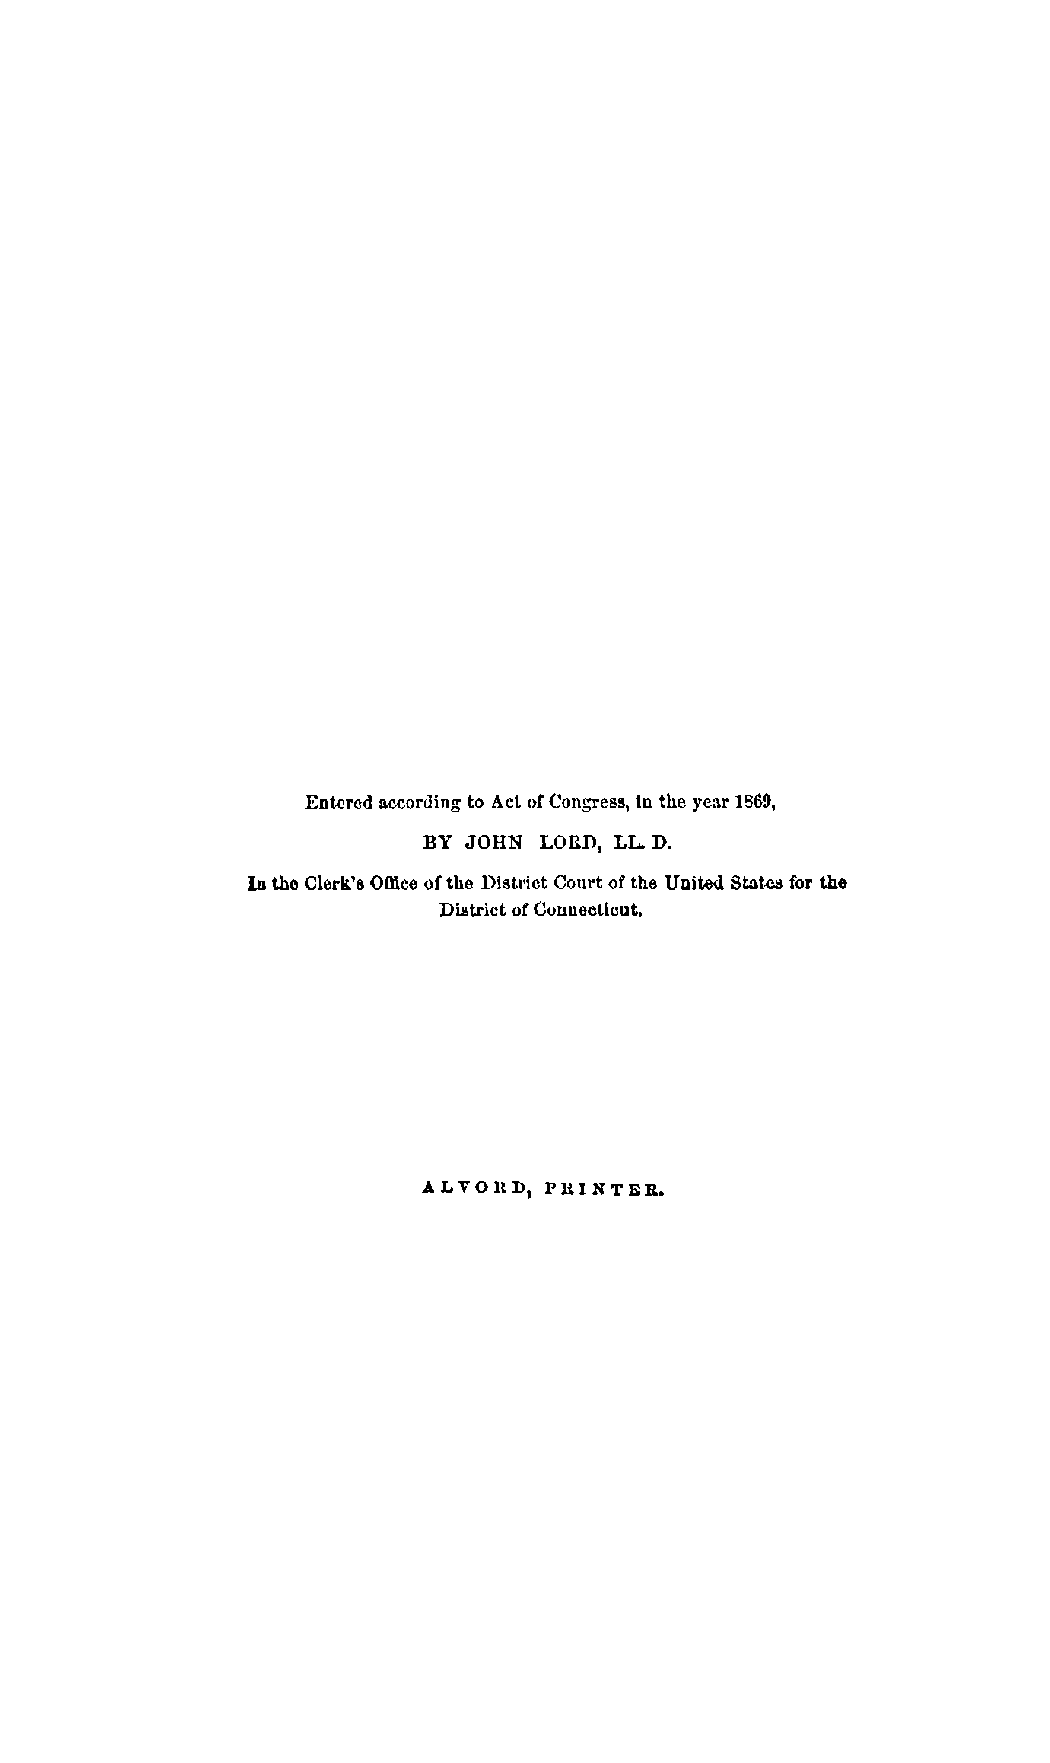 Entered according to Act of Congress, in the year 1869,
BY JOHN LORD, LL. D.
In the Clerk's Office of the District Court of the United States for the
District of Connecticut.
ALVORD, PRINTER.